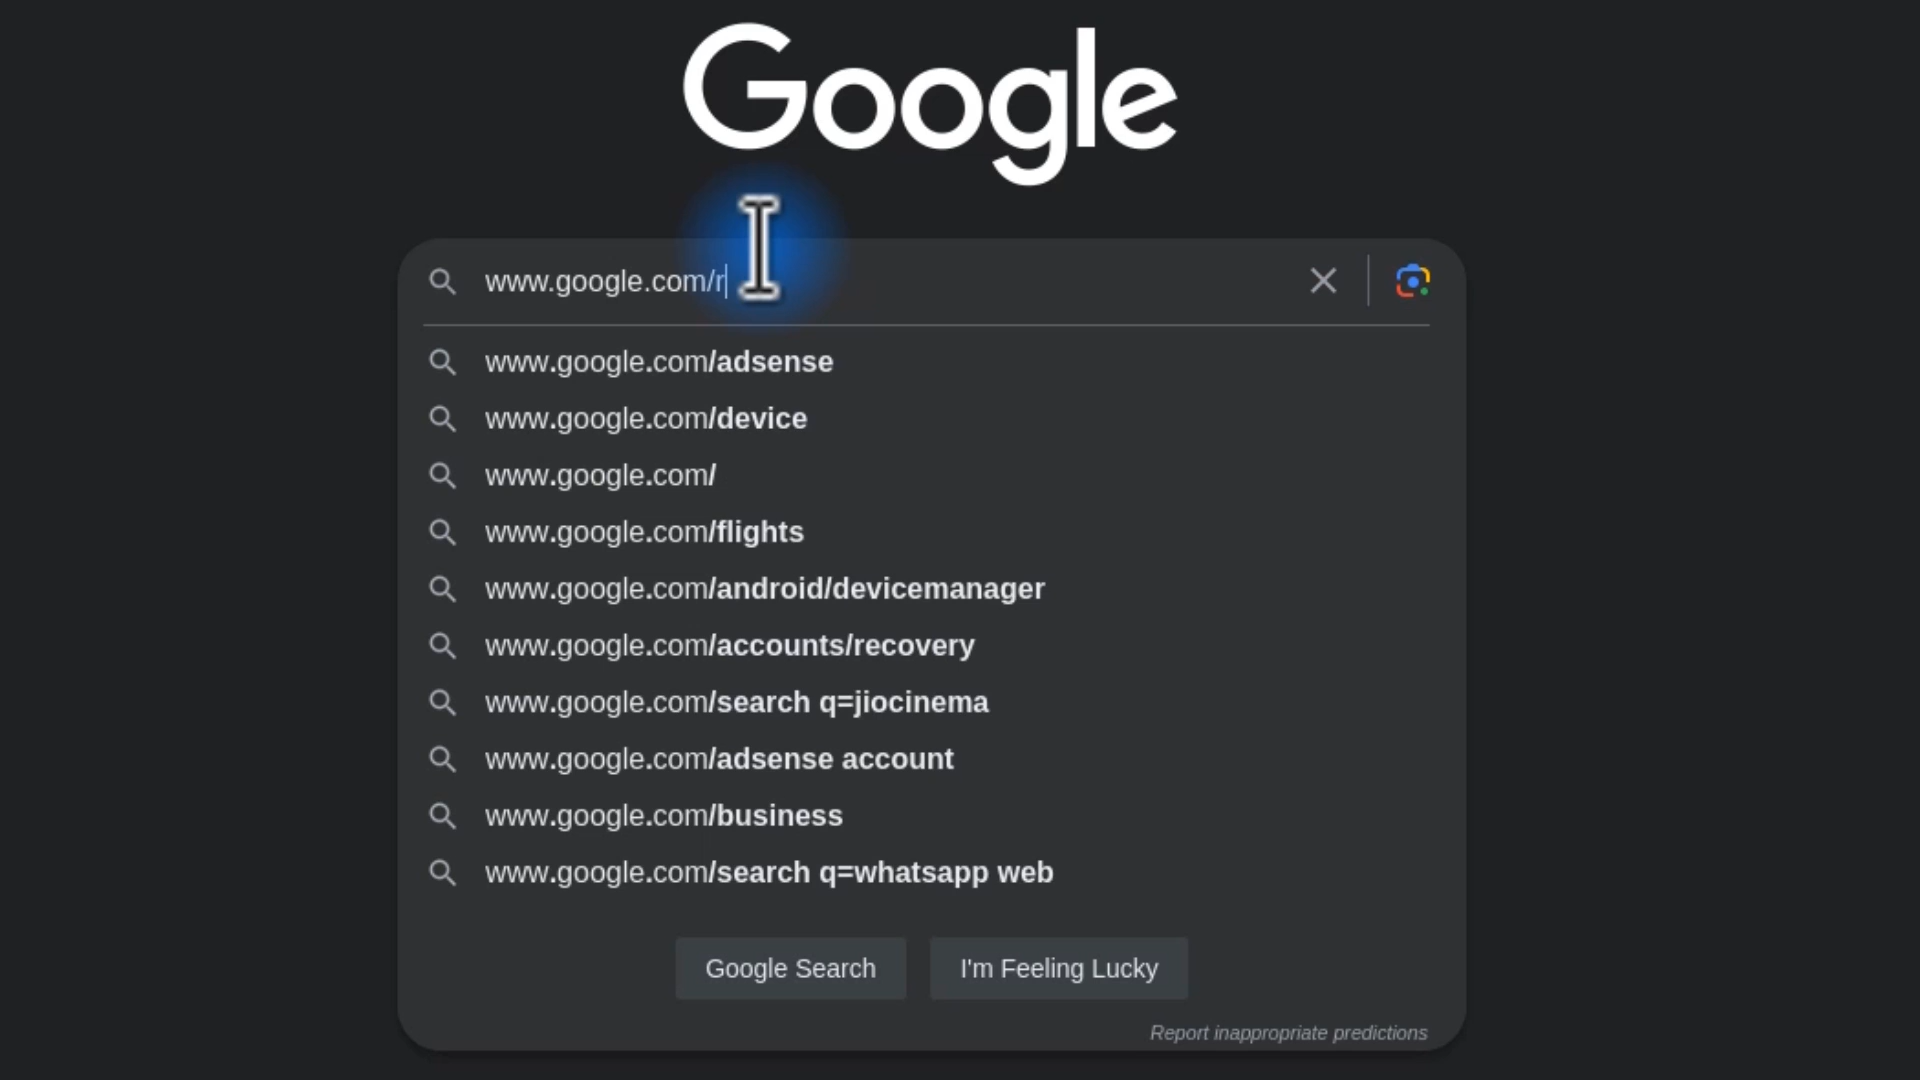 Google
www.google.com/r
www.google.com/adsense
www.google.com/device
www.google.com/
www.google.com/flights
www.google.com/android/devicemanager
www.google.com/accounts/recovery
www.google.com/search q=jiocinema
www.google.com/adsense account
www.google.com/business
www.google.com/search q=whatsapp web
Google Search I'm Feeling Lucky
Report inappropriate predictions